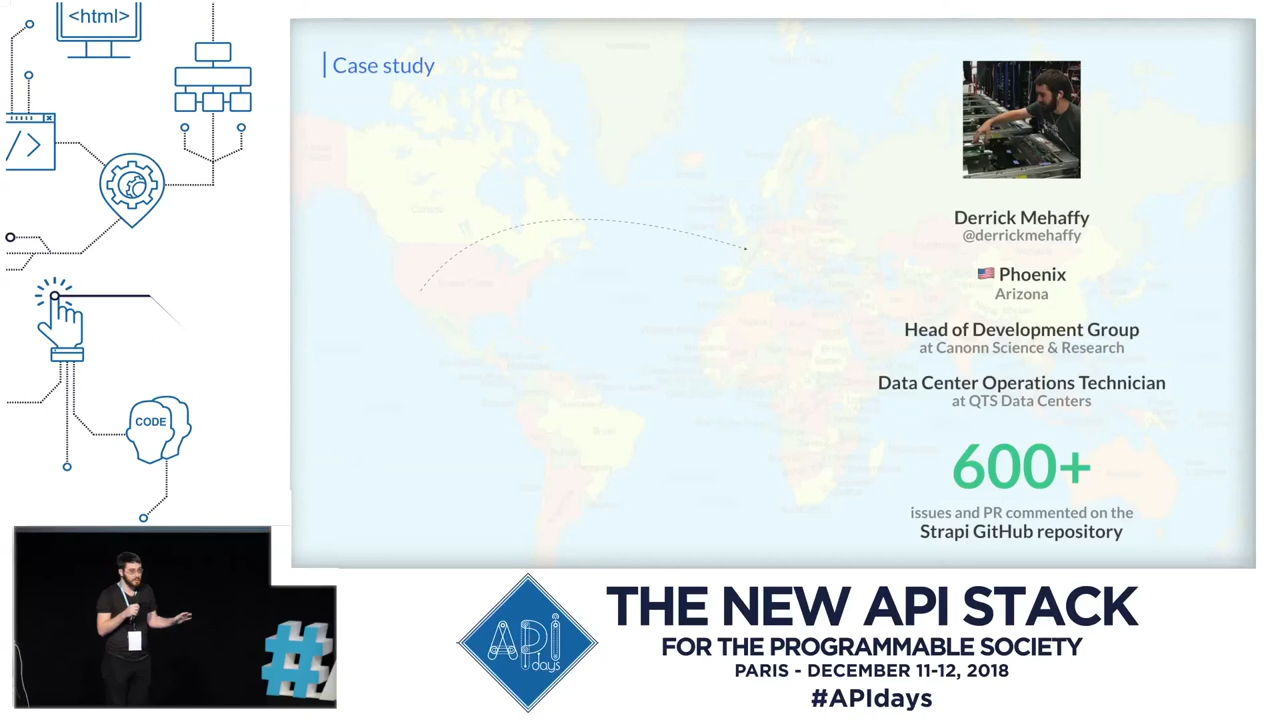 <html>
/>
CODE
Case study
Derrick Mehaffy
@derrickmehaffy
Phoenix
Arizona
Head of Development Group
at Canonn Science & Research
Data Center Operations Technician
at QTS Data Centers
600+
issues and PR commented on the
Strapi GitHub repository
#
APi
days
THE NEW API STACK
FOR THE PROGRAMMABLE SOCIETY
PARIS - DECEMBER 11-12, 2018
#APIdays